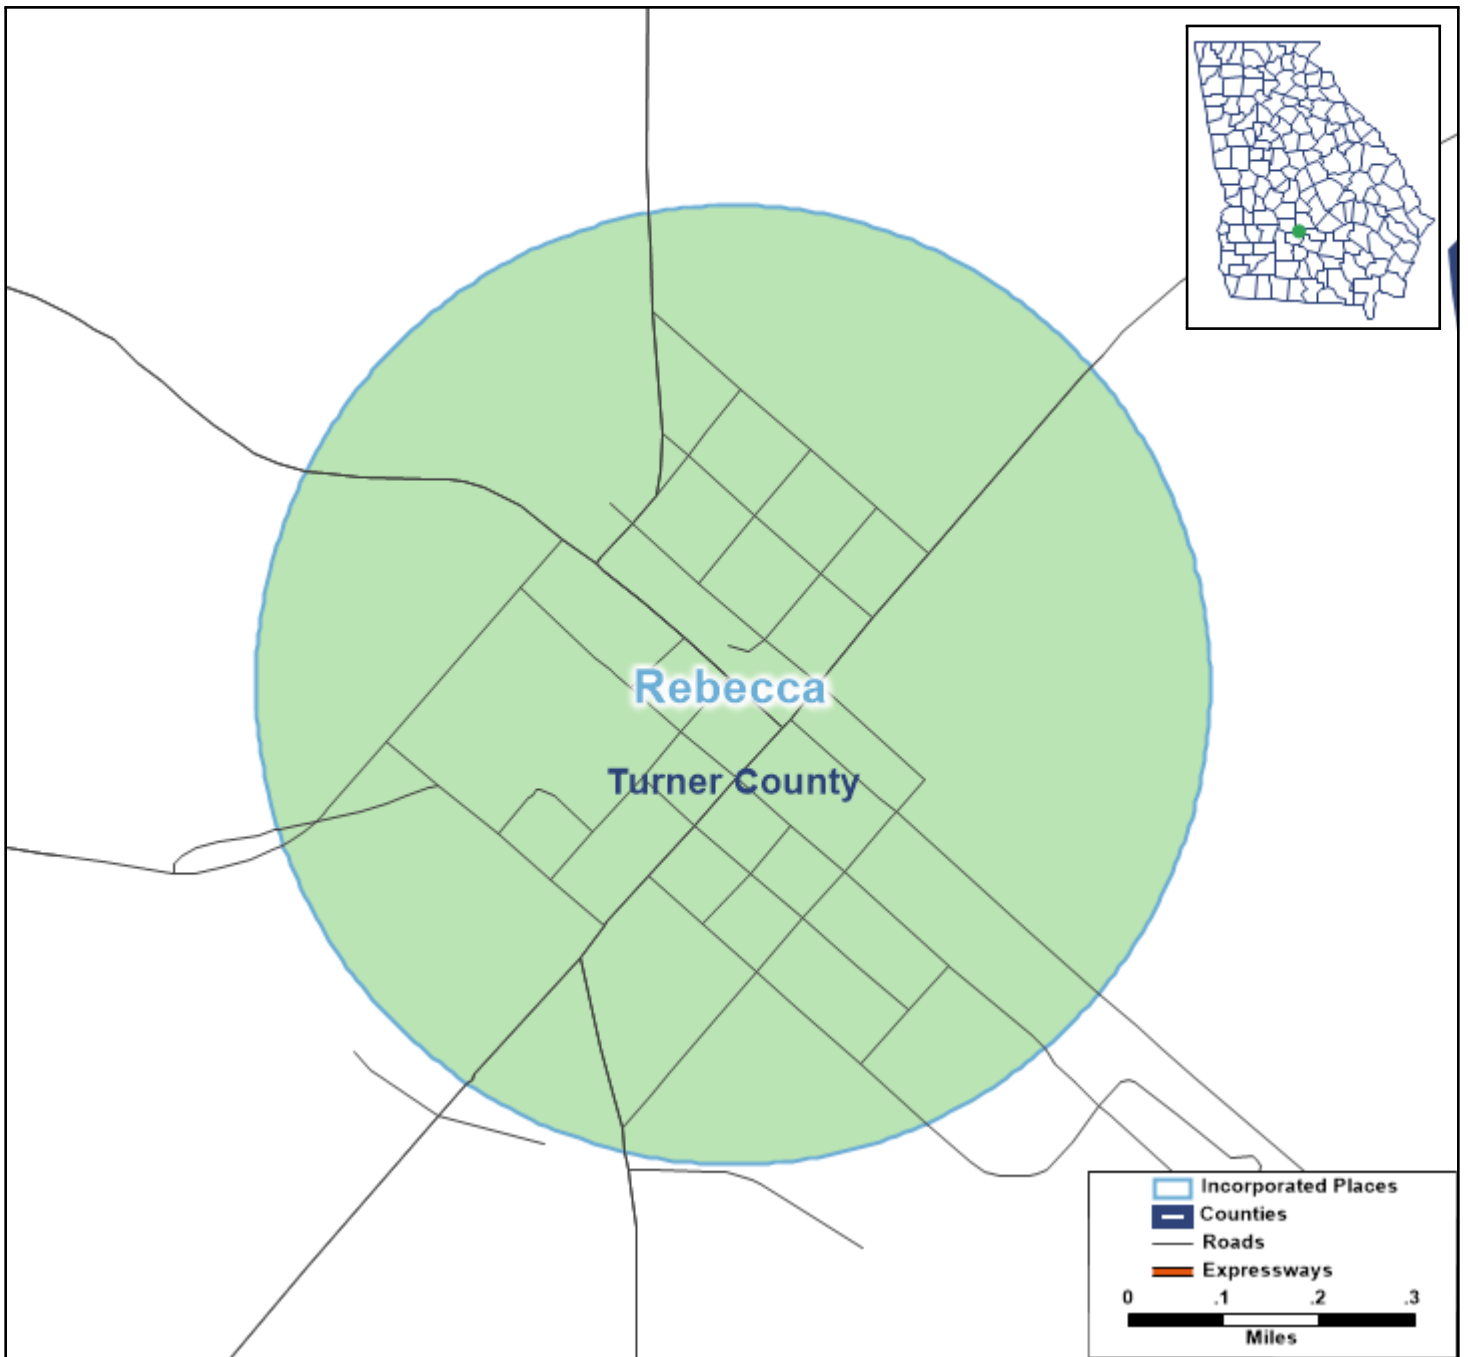 Rebecca
Turner County
Incorporated Places
Counties
Roads
Expressways
0 .1 .2 .3
Miles